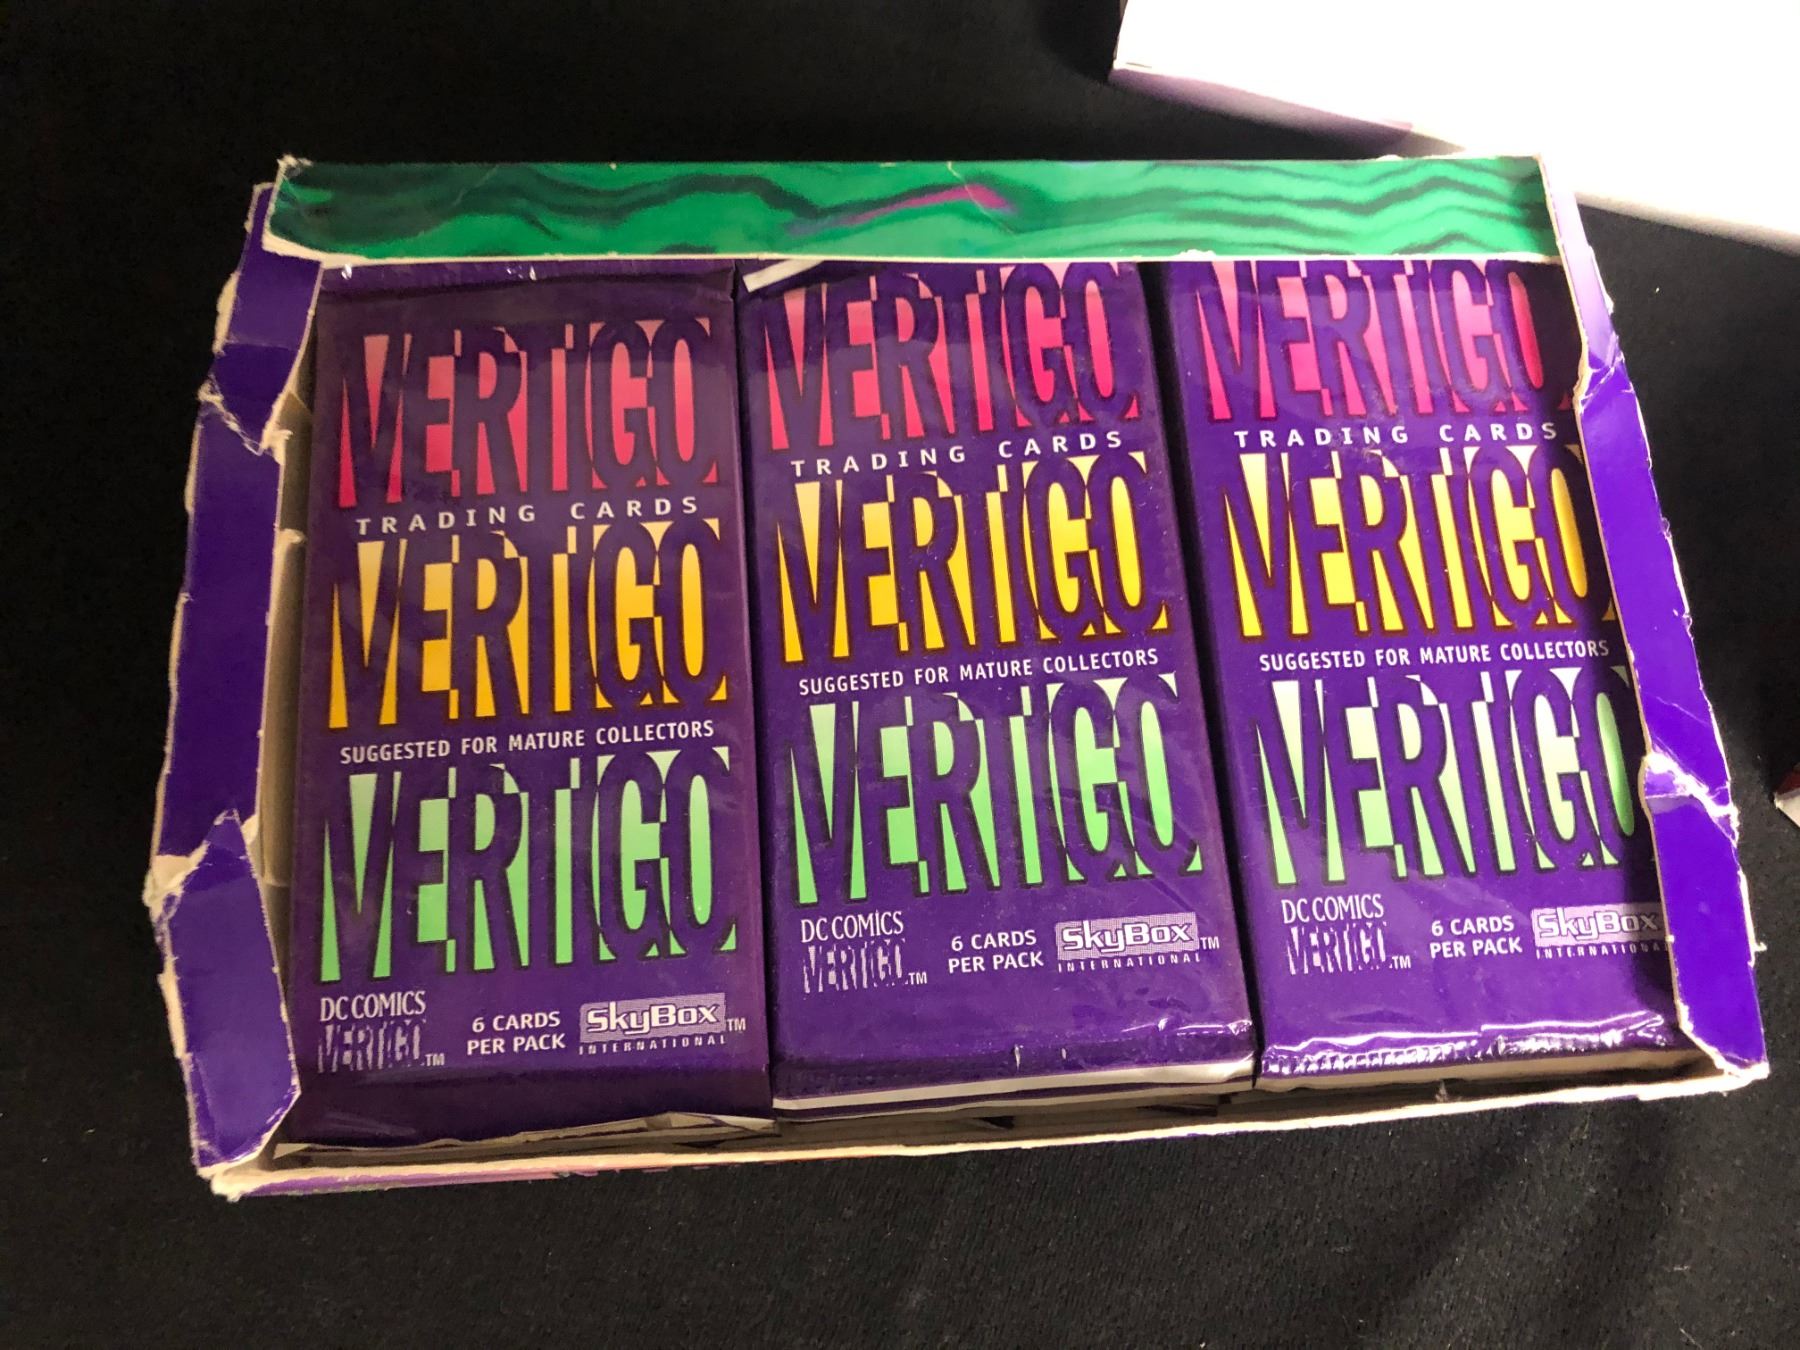 VERTIGO
TRADING CARDS
VERTIGO
SUGGESTED FOR MATURE COLLECTORS
VERTIGO
DC COMICS
VERTIGO.TM
6 CARDS
PER PACK
SkyBox TM
INTERNATIONAL
VERTIGO
TRADING CARDS
VERTIGO
SUGGESTED FOR MATURE COLLECTORS
VERTIGO
DC COMICS
VERTIGO.TM
6 CARDS
PER PACK
SkyBox TM
INTERNATIONAL
VERTIGO
TRADING CARDS
VERTIGO
SUGGESTED FOR MATURE COLLECTORS
VERTIGO
DC COMICS
VERTIGO.TM
6 CARDS
PER PACK
SkyBox
INTERNATIONAL